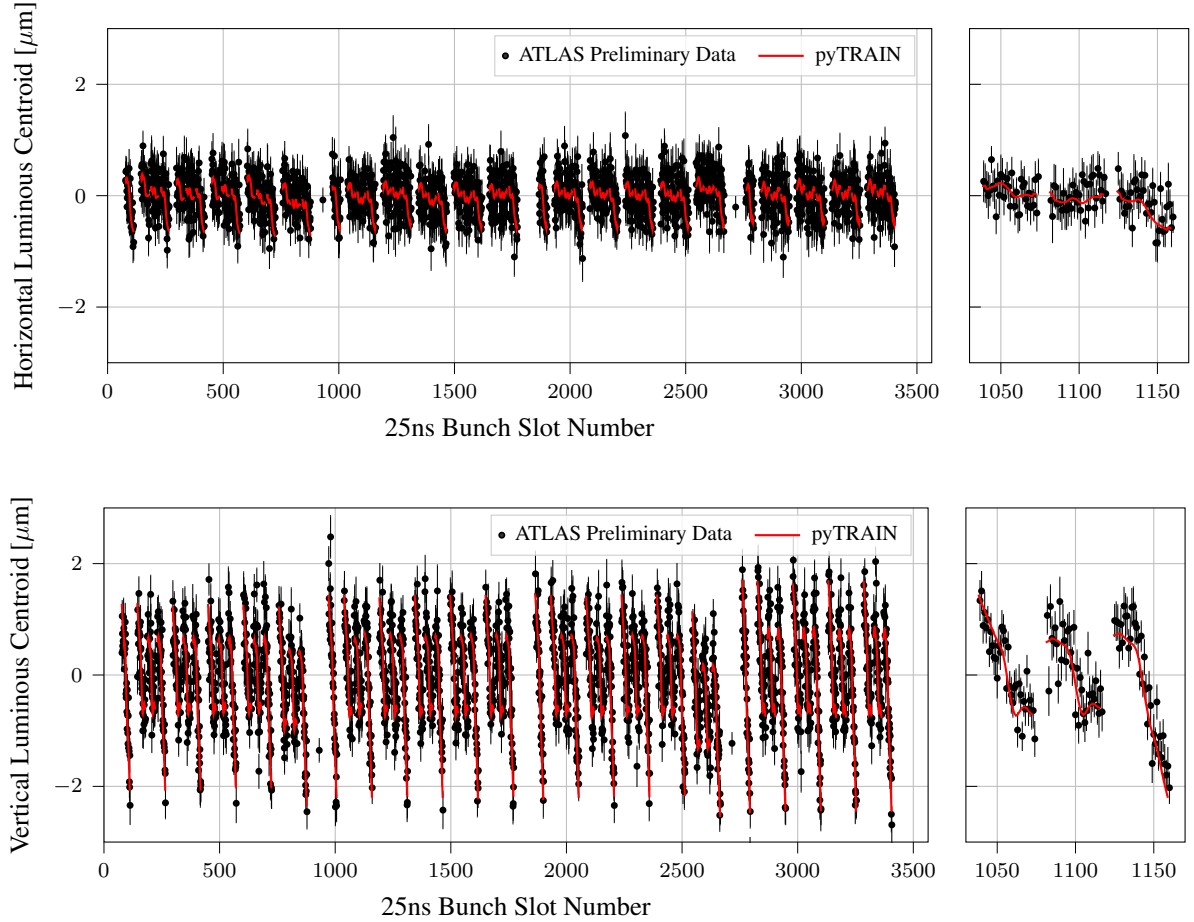 Horizontal Luminous Centroid [μm]
2
0
−2
ATLAS Preliminary Data pyTRAIN
0 500 1000 1500 2000 2500 3000 3500
1050 1100 1150
25ns Bunch Slot Number
Vertical Luminous Centroid [μm]
2
0
−2
ATLAS Preliminary Data pyTRAIN
0 500 1000 1500 2000 2500 3000 3500
1050 1100 1150
25ns Bunch Slot Number